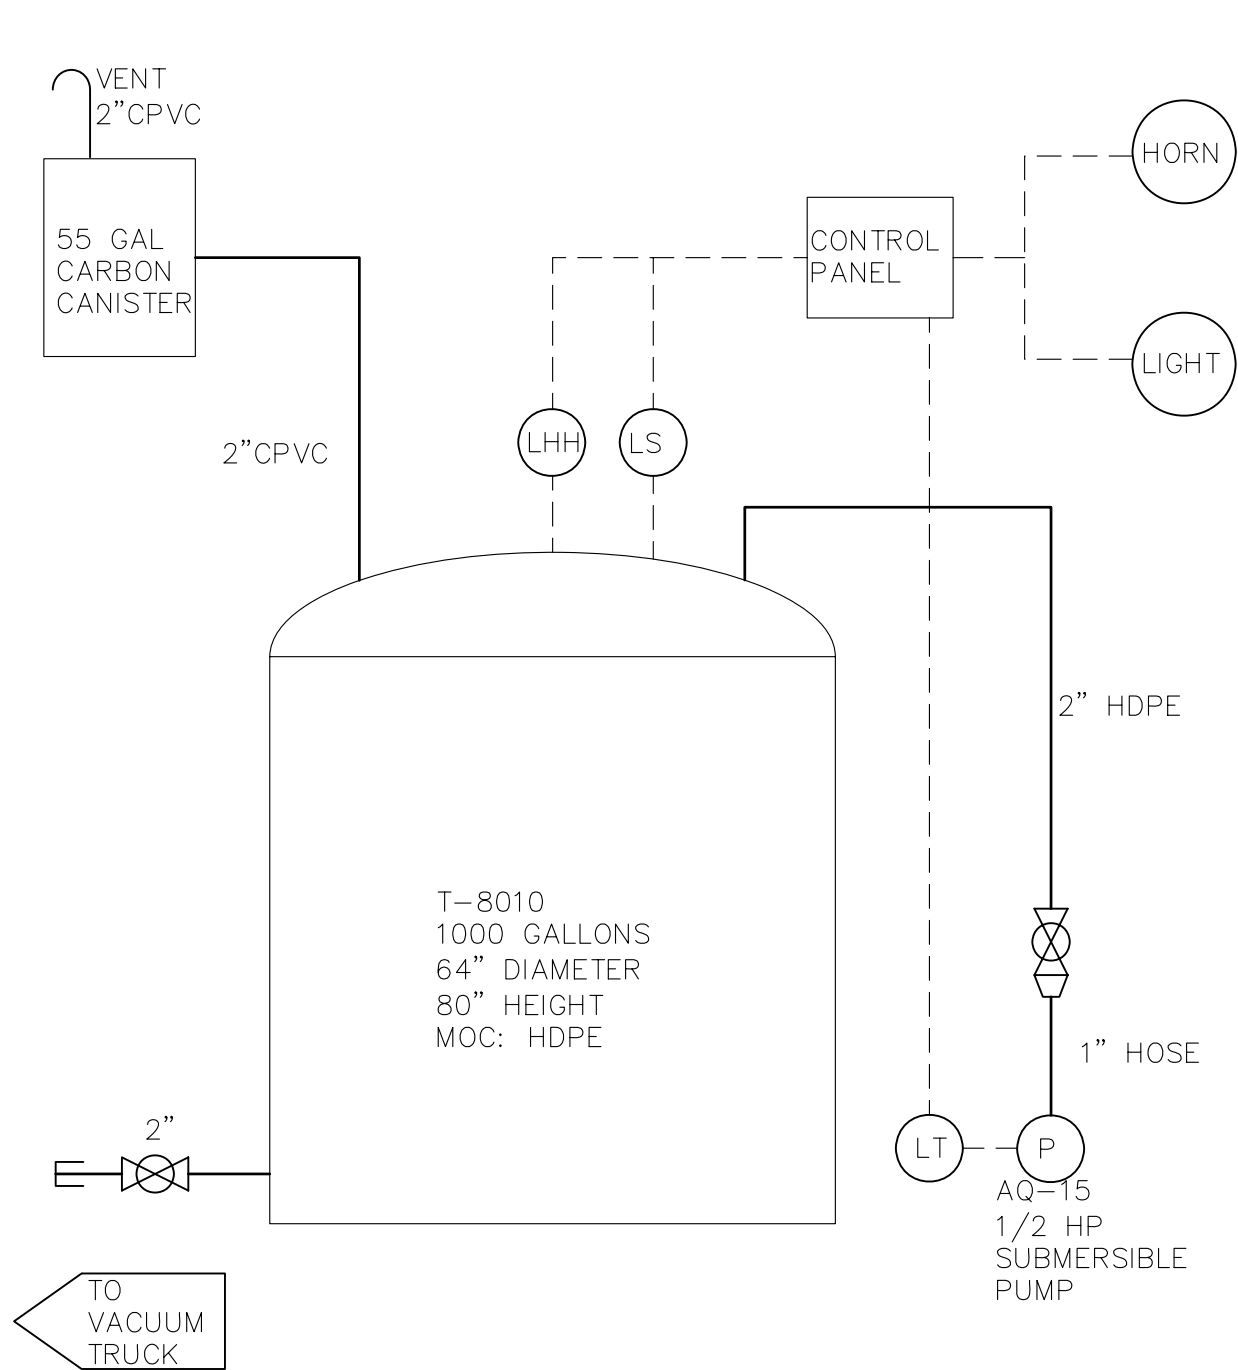 VENT
2”CPVC
HORN
55 GAL
CARBON
CANISTER
CONTROL
PANEL
LIGHT
LHH
LS
2”CPVC
2” HDPE
T-8010
1000 GALLONS
64” DIAMETER
80” HEIGHT
MOC: HDPE
1” HOSE
2”
LT
P
AQ-15
1/2 HP
SUBMERSIBLE
PUMP
TO
VACUUM
TRUCK